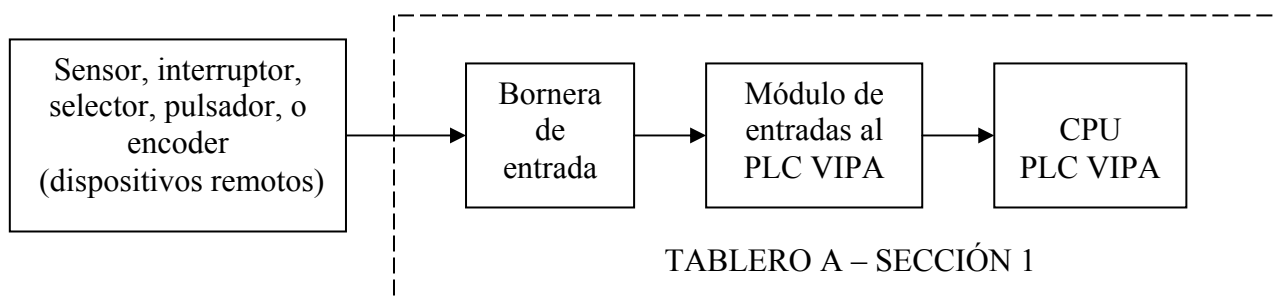 Sensor, interruptor,
selector, pulsador, o
encoder
(dispositivos remotos)
Bornera
de
entrada
Módulo de
entradas al
PLC VIPA
CPU
PLC VIPA
TABLERO A – SECCIÓN 1